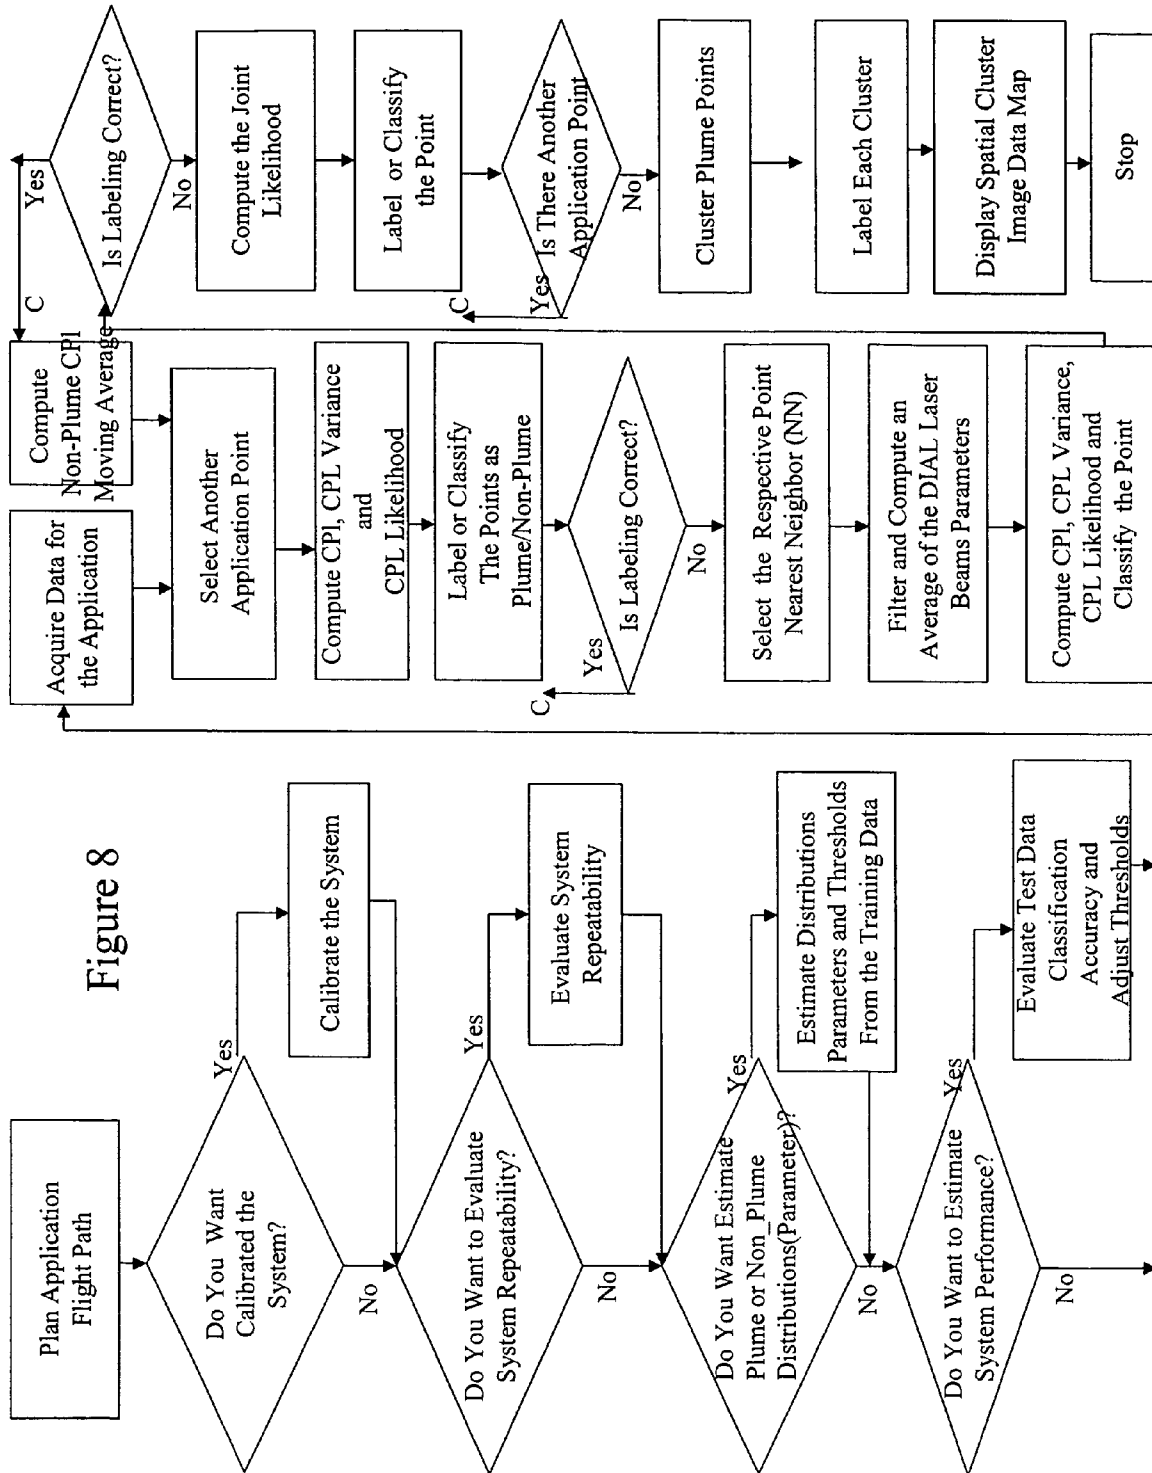 Figure 8
Plan Application
Flight Path
Do You Want
Calibrated the
System?
Yes
No
Calibrate the System
Do You Want to Evaluate
System Repeatability?
Yes
No
Evaluate System
Repeatability
Do You Want Estimate
Plume or Non_Plume
Distributions(Parameter)?
Yes
No
Estimate Distributions
Parameters and Thresholds
From the Training Data
Do You Want to Estimate
System Performance?
Yes
No
Evaluate Test Data
Classification
Accuracy and
Adjust Thresholds
Acquire Data for
the Application
Compute
Non-Plume CPl
Moving Average
C
Select Another
Application Point
Compute CPl, CPL Variance
and
CPL Likelihood
Label or Classify
The Points as
Plume/Non-Plume
Is Labeling Correct?
Yes
C
No
Select the Respective Point
Nearest Neighbor (NN)
Filter and Compute an
Average of the DIAL Laser
Beams Parameters
Compute CPl, CPL Variance,
CPL Likelihood and
Classify the Point
Is Labeling Correct?
Yes
No
Compute the Joint
Likelihood
Label or Classify
the Point
Is There Another
Application Point
Yes
C
No
Cluster Plume Points
Label Each Cluster
Display Spatial Cluster
Image Data Map
Stop